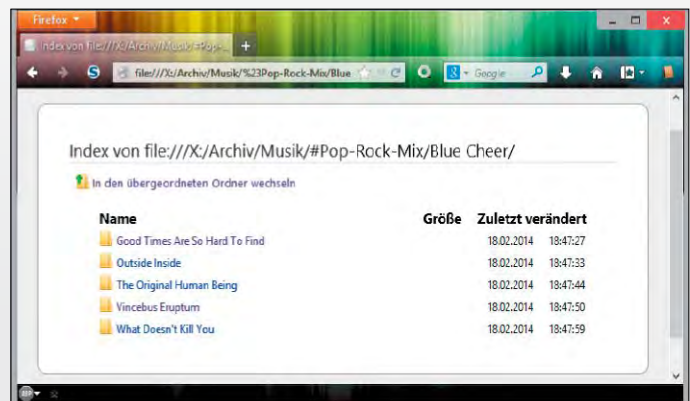 Firefox
Index von file:///X:/Archiv/Musik/#Pop-...
file:///X:/Archiv/Musik/%23Pop-Rock-Mix/Blue
Google
Index von file:///X:/Archiv/Musik/#Pop-Rock-Mix/Blue Cheer/
In den übergeordneten Ordner wechseln
Name Größe Zuletzt verändert
Good Times Are So Hard To Find 18.02.2014 18:47:27
Outside Inside 18.02.2014 18:47:33
The Original Human Being 18.02.2014 18:47:44
Vincebus Eruptum 18.02.2014 18:47:50
What Doesn't Kill You 18.02.2014 18:47:59